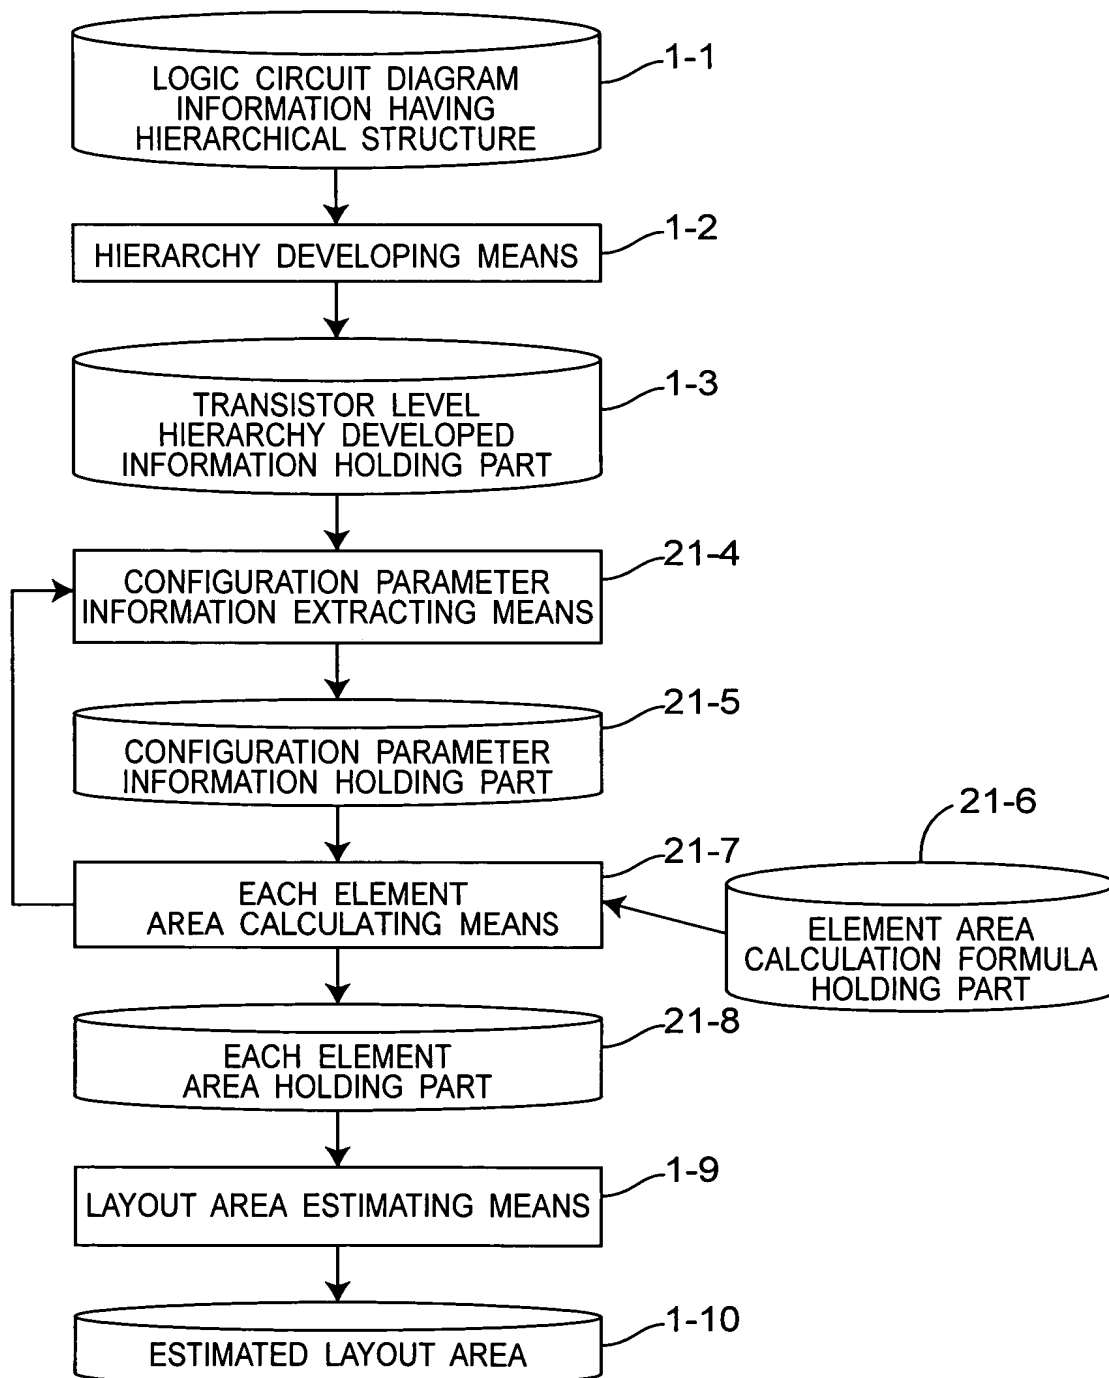 LOGIC CIRCUIT DIAGRAM
INFORMATION HAVING
HIERARCHICAL STRUCTURE
1-1
HIERARCHY DEVELOPING MEANS
1-2
TRANSISTOR LEVEL
HIERARCHY DEVELOPED
INFORMATION HOLDING PART
1-3
CONFIGURATION PARAMETER
INFORMATION EXTRACTING MEANS
21-4
CONFIGURATION PARAMETER
INFORMATION HOLDING PART
21-5
EACH ELEMENT
AREA CALCULATING MEANS
21-7
ELEMENT AREA
CALCULATION FORMULA
HOLDING PART
21-6
EACH ELEMENT
AREA HOLDING PART
21-8
LAYOUT AREA ESTIMATING MEANS
1-9
ESTIMATED LAYOUT AREA
1-10